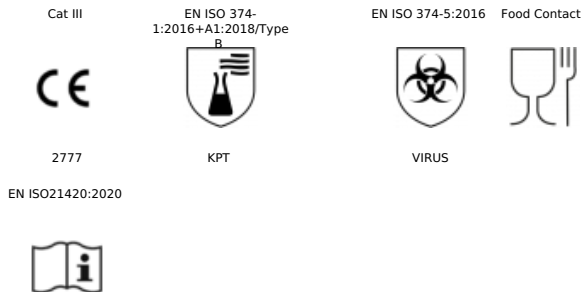 Cat III
EN ISO 374-
1:2016+A1:2018/Type
B
EN ISO 374-5:2016
Food Contact
CE
2777
KPT
VIRUS
EN ISO21420:2020
i